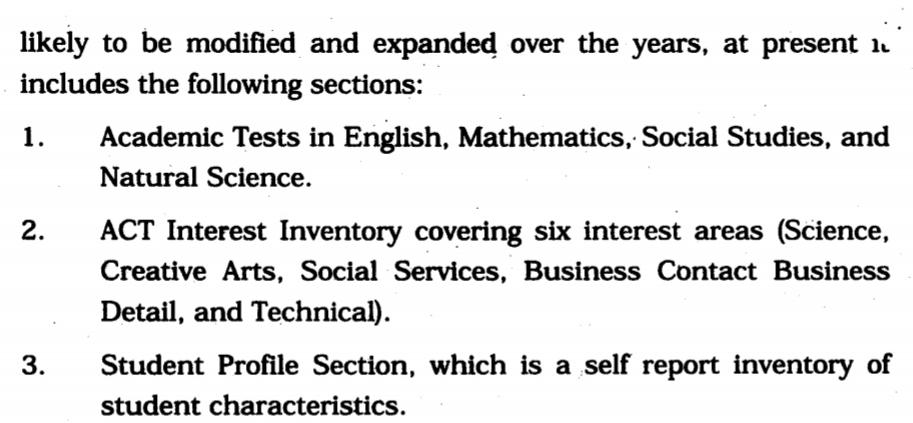 likely to be modified and expanded over the years, at present it
includes the following sections:
1. Academic Tests in English, Mathematics, Social Studies, and
Natural Science.
2. ACT Interest Inventory covering six interest areas (Science,
Creative Arts, Social Services, Business Contact Business
Detail, and Technical).
3. Student Profile Section, which is a self report inventory of
student characteristics.